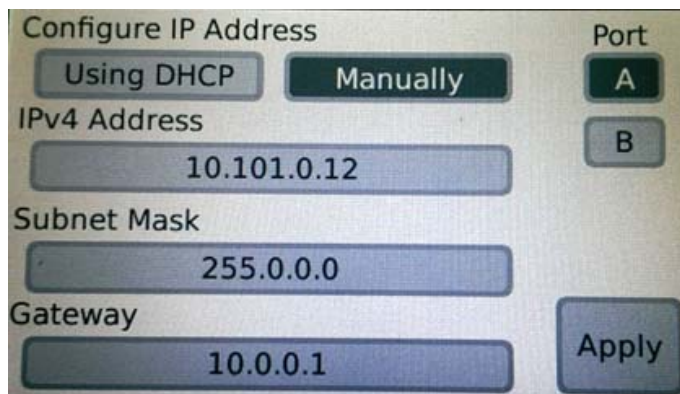 Configure IP Address
Port
Using DHCP
Manually
A
IPv4 Address
B
10.101.0.12
Subnet Mask
255.0.0.0
Gateway
10.0.0.1
Apply